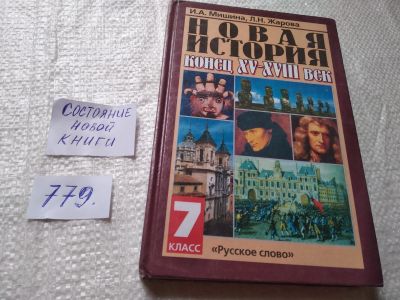 И.А. Мишина, Л.Н. Жарова
НОВАЯ
ИСТОРИЯ
КОНЕЦ XV-XVIII ВЕК
7
КЛАСС
«Русское слово»
СОСТОЯНИЕ
НОВОЙ
КНИГИ
779.